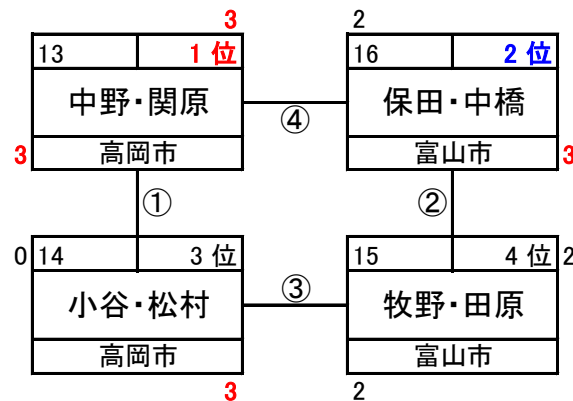 3 2
13 1 位 16 2 位
中野・関原 ④ 保田・中橋
3 高岡市 富山市 3
① ②
0 14 3 位 15 4 位 2
小谷・松村 ③ 牧野・田原
高岡市 富山市
3 2